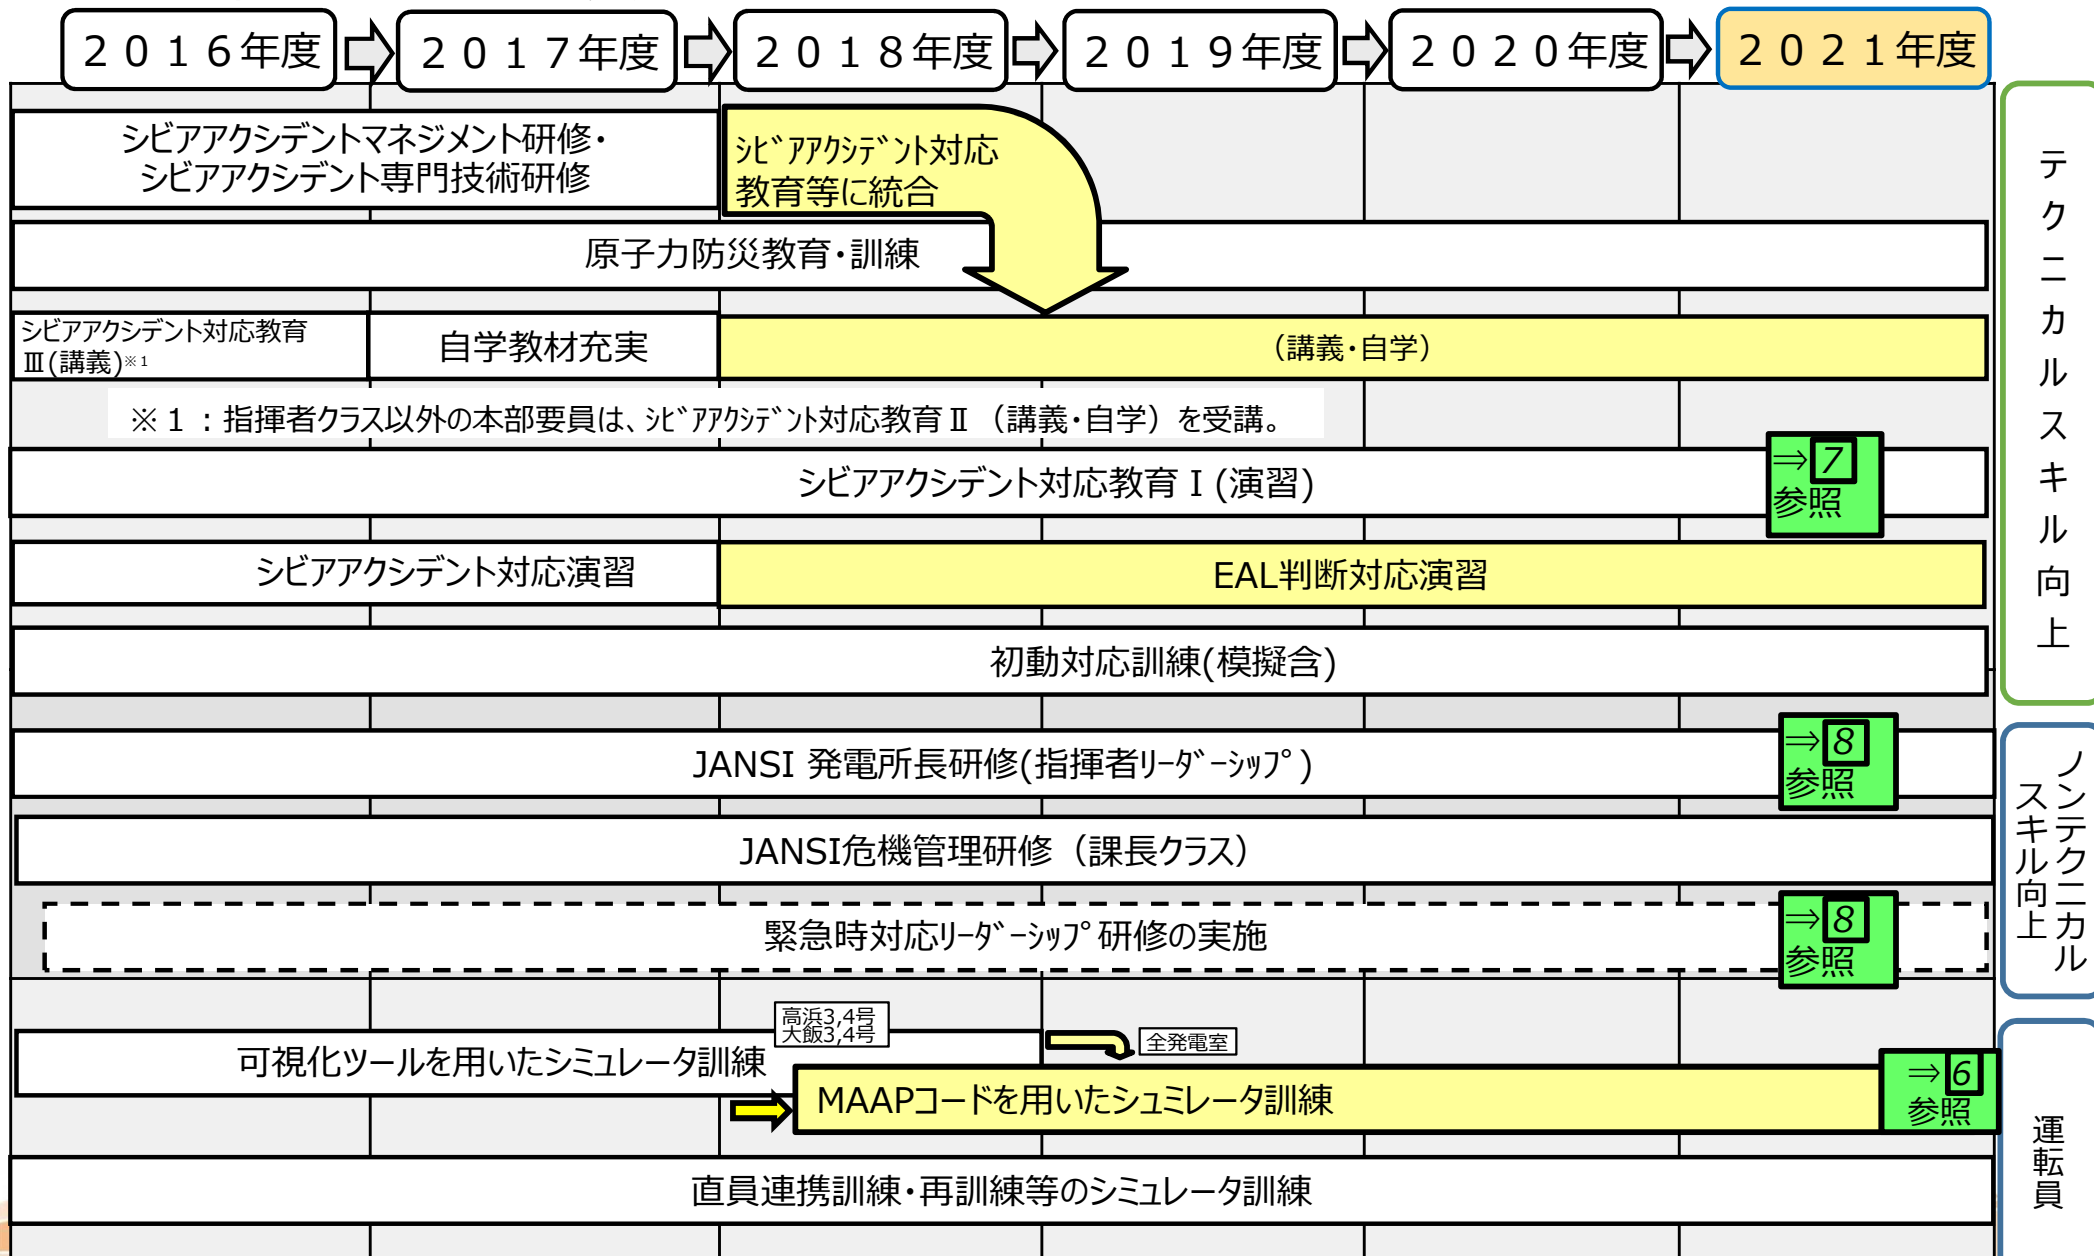 ２０１６年度
２０１７年度
２０１８年度
２０１９年度
２０２０年度
２０２１年度
シビアアクシデントマネジメント研修・
シビアアクシデント専門技術研修
ｼﾋﾞｱｱｸｼﾃﾞﾝﾄ対応
教育等に統合
原子力防災教育・訓練
シビアアクシデント対応教育
Ⅲ(講義)※1
自学教材充実
（講義・自学）
※１：指揮者クラス以外の本部要員は、ｼﾋﾞｱｱｸｼﾃﾞﾝﾄ対応教育Ⅱ（講義・自学）を受講。
シビアアクシデント対応教育Ⅰ(演習)
⇒7
参照
シビアアクシデント対応演習
EAL判断対応演習
初動対応訓練(模擬含)
JANSI 発電所長研修(指揮者ﾘｰﾀﾞｰｼｯﾌﾟ)
⇒8
参照
JANSI危機管理研修（課長クラス）
緊急時対応ﾘｰﾀﾞｰｼｯﾌﾟ研修の実施
⇒8
参照
高浜3,4号
大飯3,4号
全発電室
可視化ツールを用いたシミュレータ訓練
MAAPコードを用いたシュミレータ訓練
⇒6
参照
直員連携訓練・再訓練等のシミュレータ訓練
テクニカルスキル向上
ノンテクニカル
スキル向上
運転員